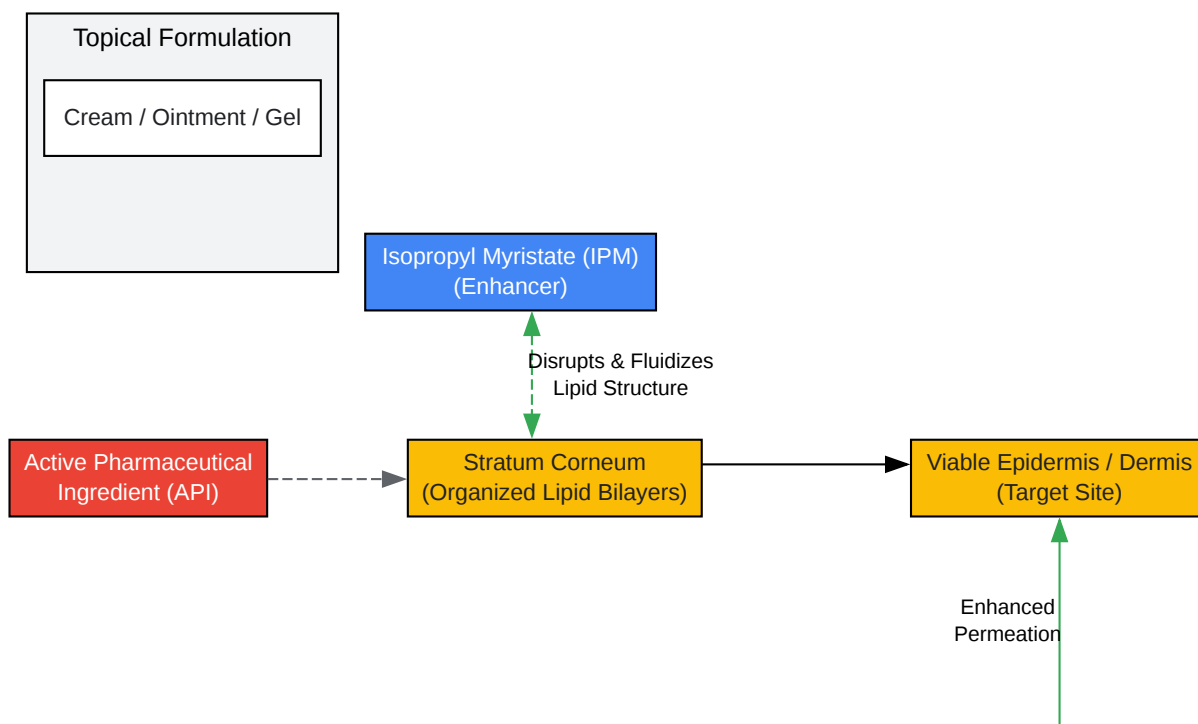 Topical Formulation
Cream / Ointment / Gel
Isopropyl Myristate (IPM)
(Enhancer)
Disrupts & Fluidizes
Lipid Structure
Active Pharmaceutical
Ingredient (API)
Stratum Corneum
(Organized Lipid Bilayers)
Viable Epidermis / Dermis
(Target Site)
Enhanced
Permeation